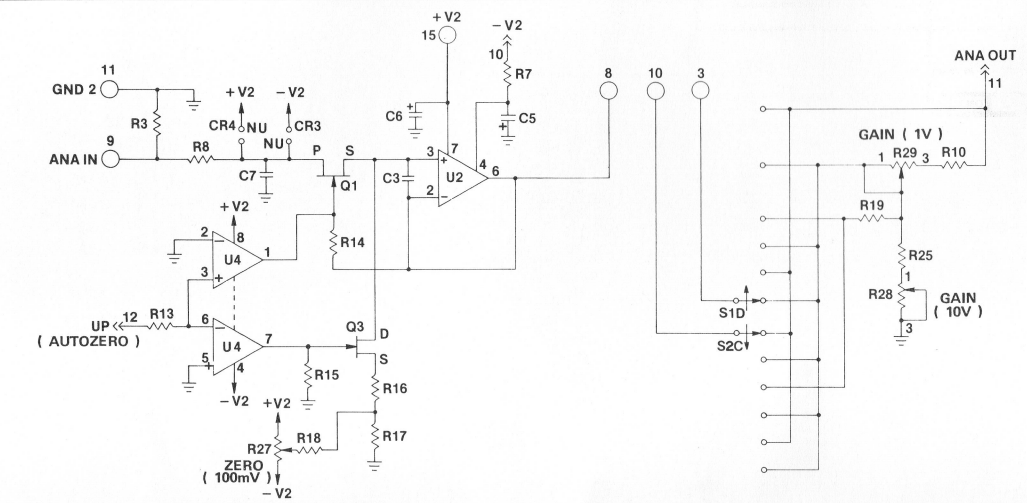 + V2
15
- V2
10
R7
8
10
3
ANA OUT
11
11
GND 2
R3
9
ANA IN
R8
+ V2
- V2
CR4
NU
CR3
NU
C7
P
S
Q1
C6
C5
3
+
7
4
U2
6
2
-
C3
R14
+V2
2
-
8
U4
1
3
+
UP
12
R13
( AUTOZERO )
6
-
U4
7
5
+
4
- V2
R15
Q3
D
S
R16
R17
+V2
R27
R18
ZERO
( 100mV )
- V2
GAIN ( 1V )
1
R29
3
R10
R19
R25
1
R28
GAIN
( 10V )
3
S1D
S2C